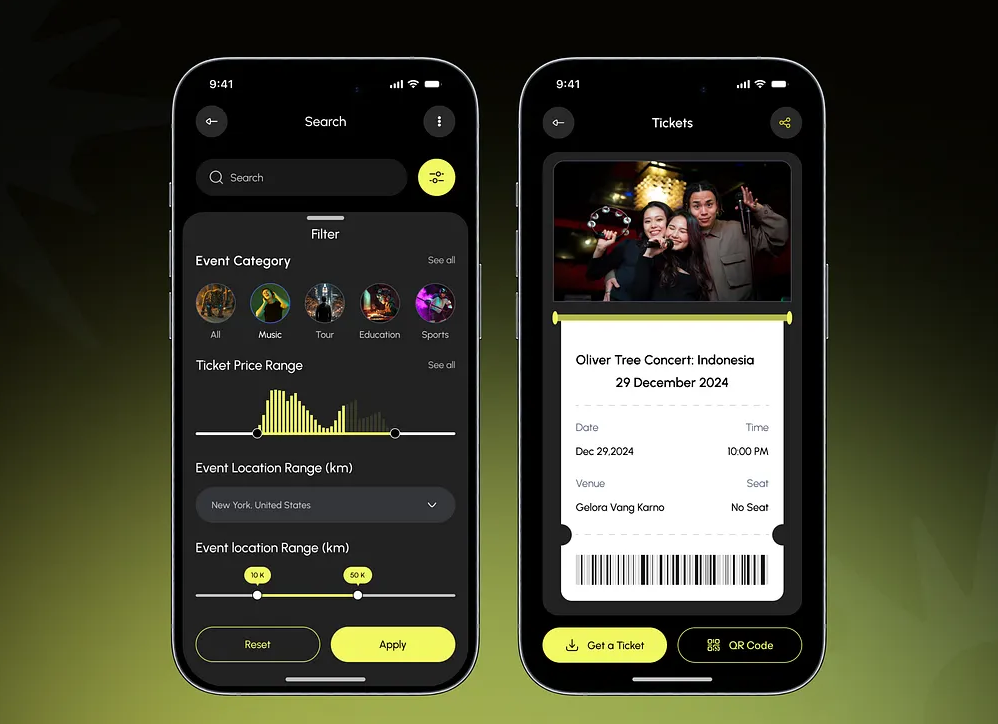 9:41
Search
Search
Filter
Event Category
See all
All
Music
Tour
Education
Sports
Ticket Price Range
See all
Event Location Range (km)
New York, United States
Event location Range (km)
10 K
50 K
Reset
Apply
9:41
Tickets
Oliver Tree Concert: Indonesia
29 December 2024
Date
Time
Dec 29,2024
10:00 PM
Venue
Seat
Gelora Vang Karno
No Seat
Get a Ticket
QR Code